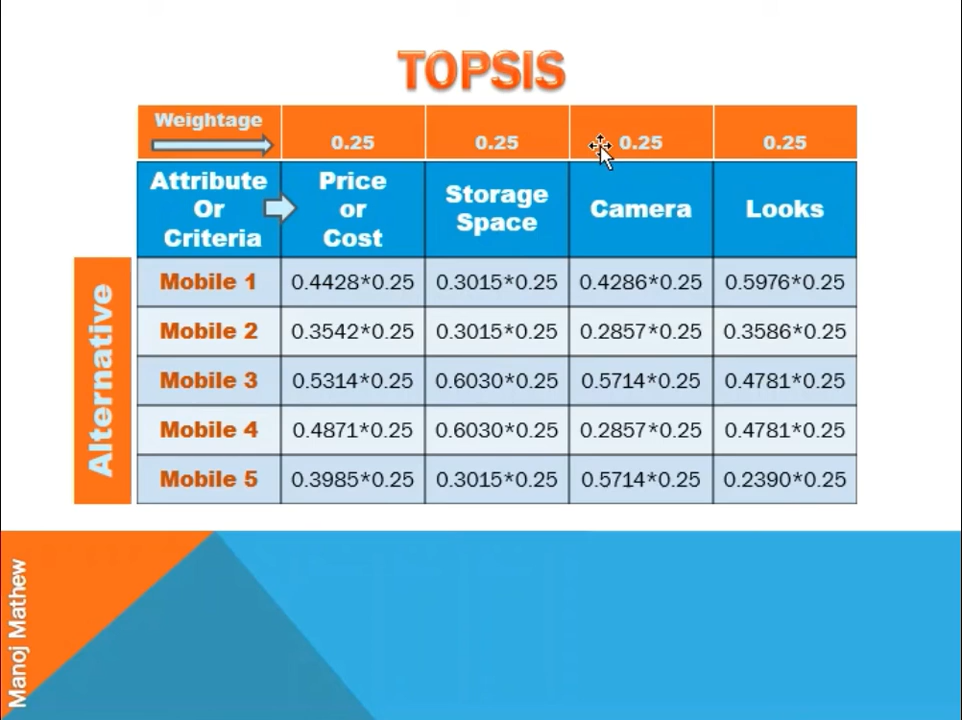 TOPSIS
Weightage
0.25 0.25 0.25 0.25
Attribute
Or
Criteria
Price
or
Cost
Storage
Space
Camera
Looks
Alternative
Mobile 1 0.4428*0.25 0.3015*0.25 0.4286*0.25 0.5976*0.25
Mobile 2 0.3542*0.25 0.3015*0.25 0.2857*0.25 0.3586*0.25
Mobile 3 0.5314*0.25 0.6030*0.25 0.5714*0.25 0.4781*0.25
Mobile 4 0.4871*0.25 0.6030*0.25 0.2857*0.25 0.4781*0.25
Mobile 5 0.3985*0.25 0.3015*0.25 0.5714*0.25 0.2390*0.25
Manoj Mathew